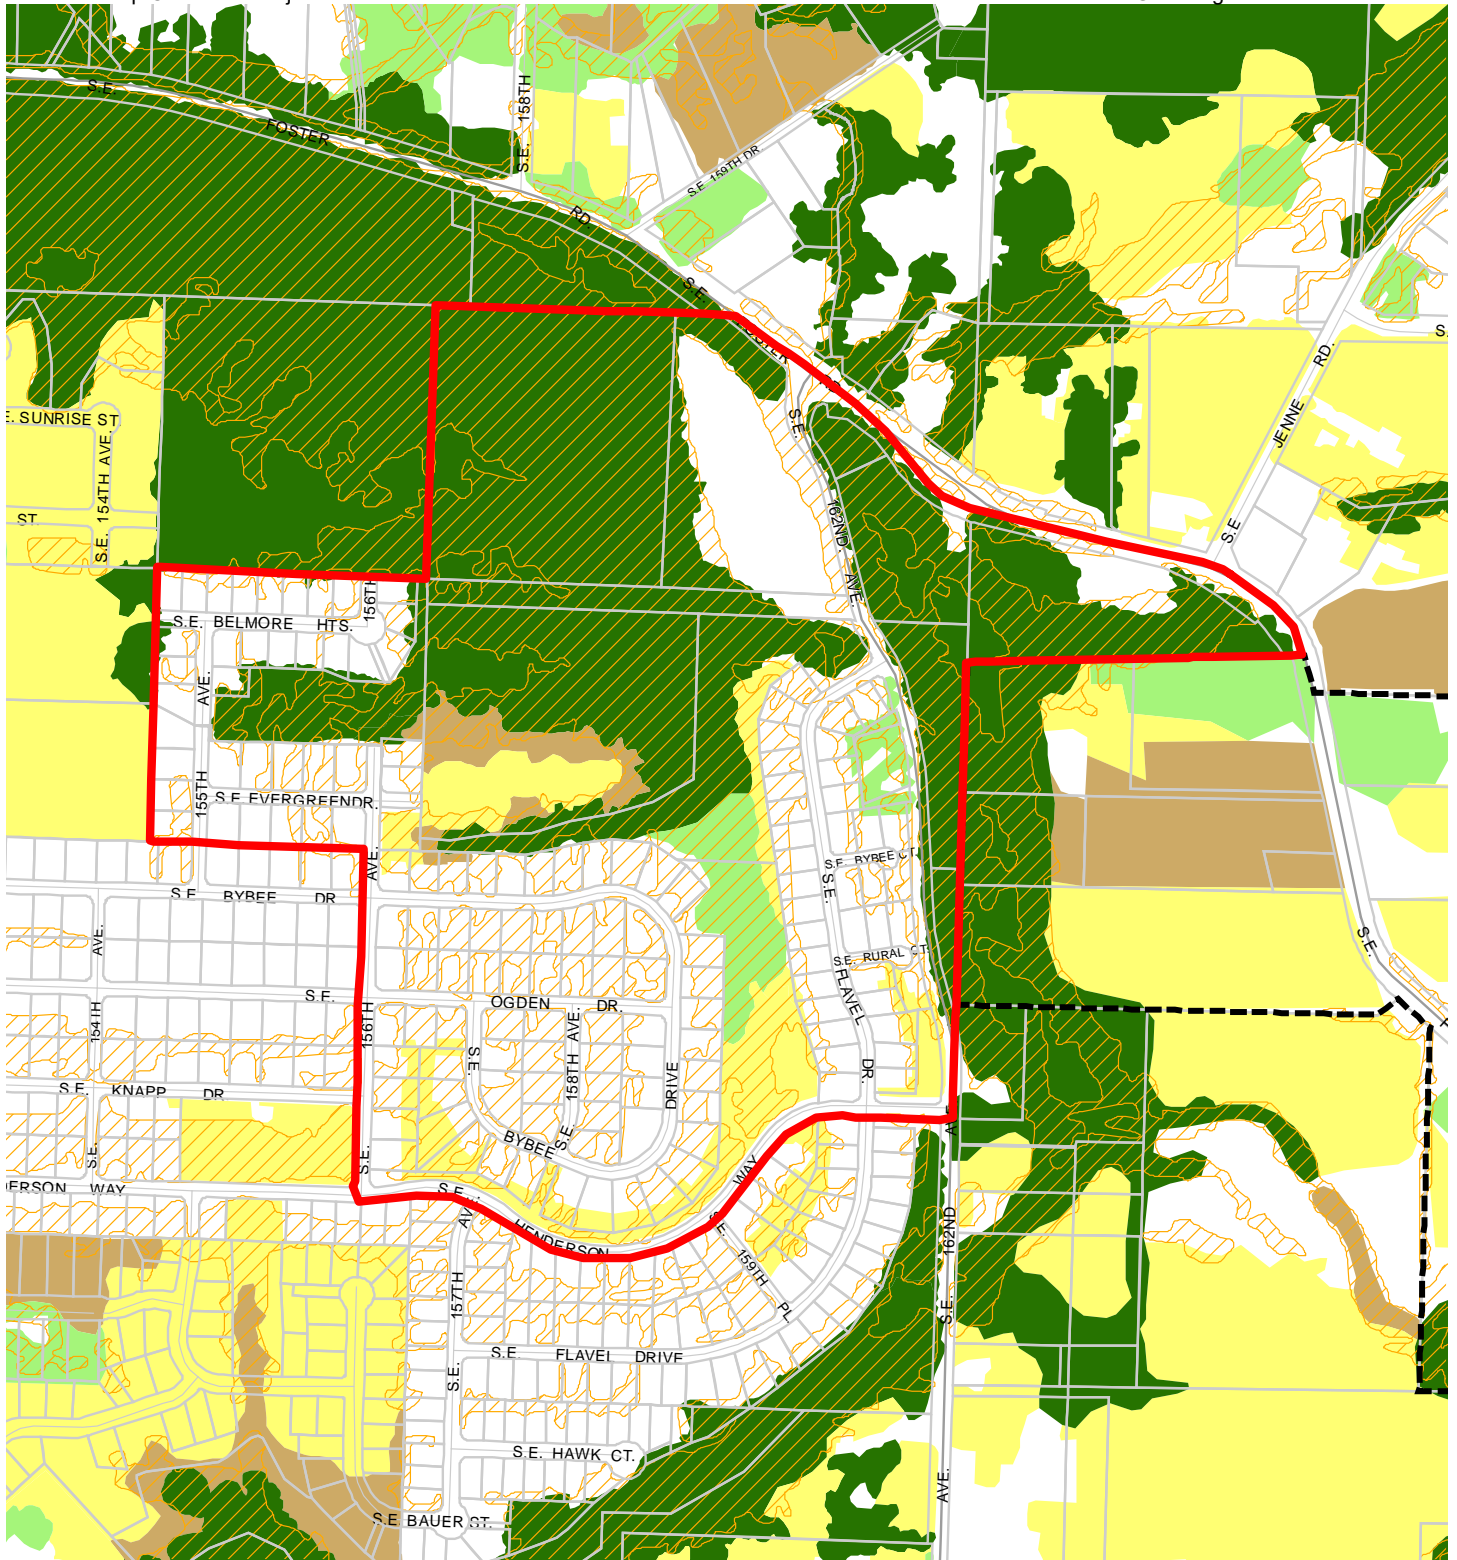 S.E.
FOSTER
RD.
S.E. 158TH
S.E. 159TH DR.
S.E.
S.E.
162ND.
AVE.
JENNE RD.
S.E
S.
E. SUNRISE ST
S.E. 154TH AVE.
ST.
S.E. BELMORE HTS.
156TH
155TH AVE.
S.E EVERGREEN DR.
AVE.
S.E BYBEE DR
S.E. BYBEE CT.
S.E. RURAL CT.
S.E. FLAVEL DR.
S.E.
AVE.
154TH
S.E.
S.E. OGDEN DR.
156TH
S.E.
S.E. 158TH AVE.
S.E.
DRIVE
BYBEE
S.E. KNAPP DR
ERSON WAY
S.E. HENDERSON WAY
AVE.
S.E. 159TH PL.
157TH
S.E.
AVE
162ND
S.E.
AVE.
S.E. FLAVEL DRIVE
S.E. HAWK CT.
S.E BAUER ST.